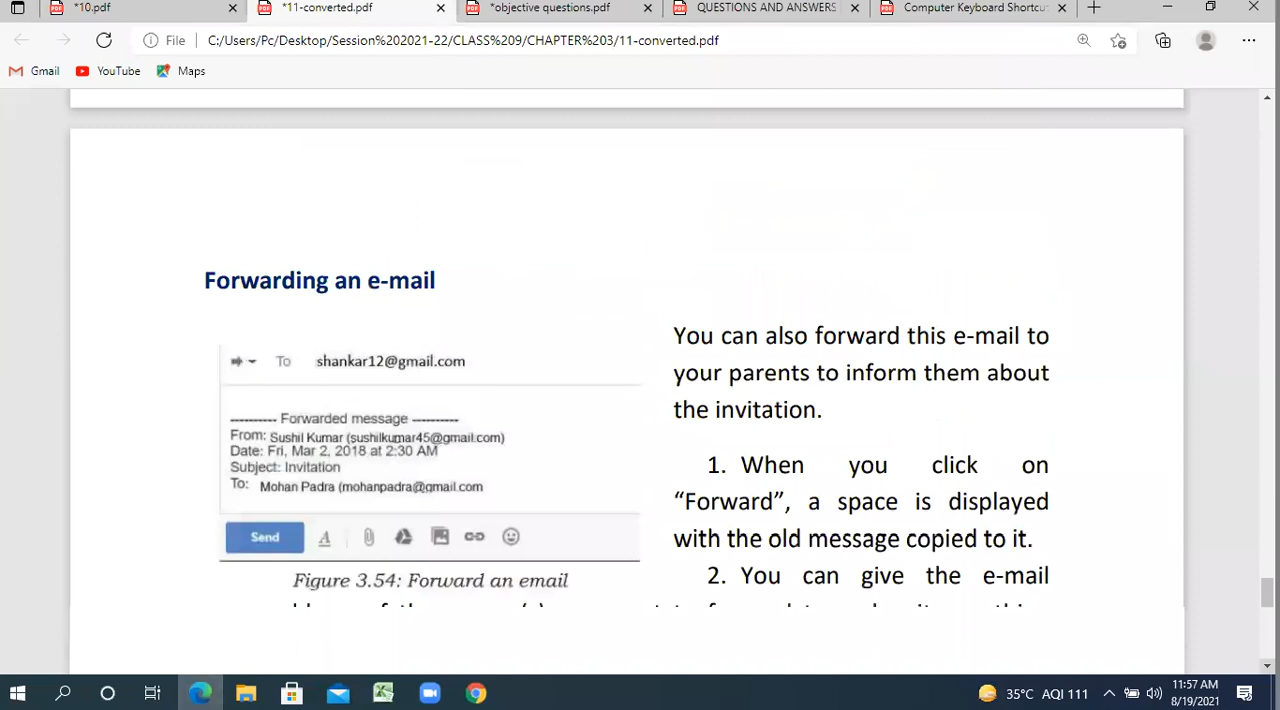 *10.pdf
*11-converted.pdf
*objective questions.pdf
QUESTIONS AND ANSWERS
Computer Keyboard Shortcu
File
C:/Users/Pc/Desktop/Session%202021-22/CLASS%209/CHAPTER%203/11-converted.pdf
Gmail
YouTube
Maps
Forwarding an e-mail
To shankar12@gmail.com
---------- Forwarded message ----------
From: Sushil Kumar (sushilkumar45@gmail.com)
Date: Fri, Mar 2, 2018 at 2:30 AM
Subject: Invitation
To: Mohan Padra (mohanpadra@gmail.com
Send
Figure 3.54: Forward an email
You can also forward this e-mail to
your parents to inform them about
the invitation.
1. When you click on
“Forward”, a space is displayed
with the old message copied to it.
2. You can give the e-mail
35°C AQI 111
11:57 AM
8/19/2021